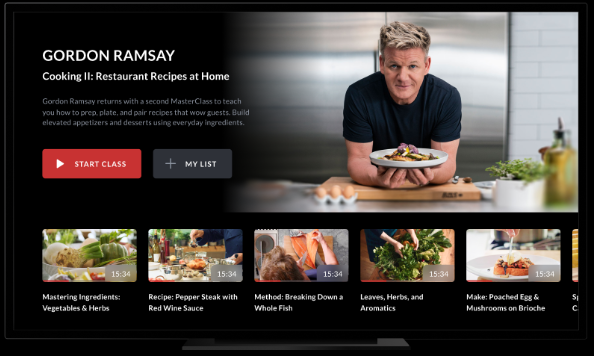 GORDON RAMSAY
Cooking II: Restaurant Recipes at Home
Gordon Ramsay returns with a second MasterClass to teach
you how to prep, plate, and pair recipes that wow guests. Build
elevated appetizers and desserts using everyday ingredients.
START CLASS
MY LIST
15:34
15:34
15:34
15:34
15:34
Mastering Ingredients:
Vegetables & Herbs
Recipe: Pepper Steak with
Red Wine Sauce
Method: Breaking Down a
Whole Fish
Leaves, Herbs, and
Aromatics
Make: Poached Egg &
Mushrooms on Brioche